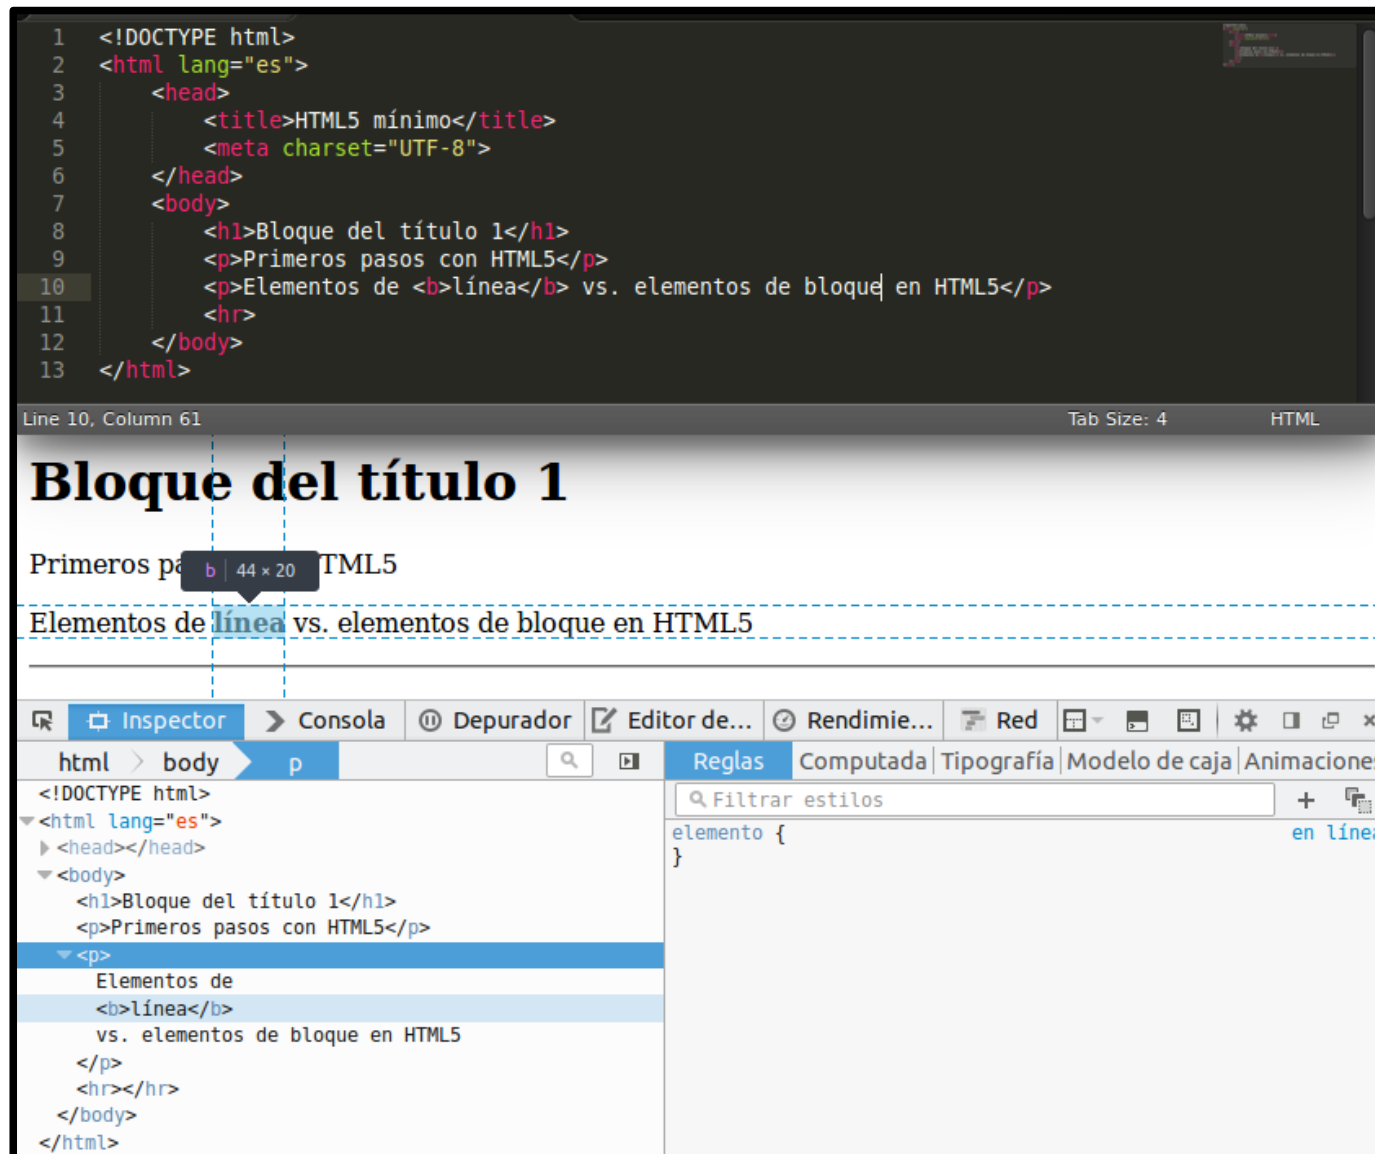 1 <!DOCTYPE html>
2 <html lang="es">
3 <head>
4 <title>HTML5 mínimo</title>
5 <meta charset="UTF-8">
6 </head>
7 <body>
8 <h1>Bloque del título 1</h1>
9 <p>Primeros pasos con HTML5</p>
10 <p>Elementos de <b>línea</b> vs. elementos de bloque en HTML5</p>
11 <hr>
12 </body>
13 </html>
Line 10, Column 61 Tab Size: 4 HTML
Bloque del título 1
Primeros pa TML5
b 44 × 20
Elementos de línea vs. elementos de bloque en HTML5
Inspector Consola Depurador Editor de... Rendimie... Red
html body p
Reglas Computada Tipografía Modelo de caja Animaciones
Filtrar estilos
elemento { en línea
}
<!DOCTYPE html>
<html lang="es">
<head></head>
<body>
<h1>Bloque del título 1</h1>
<p>Primeros pasos con HTML5</p>
<p>
Elementos de
<b>línea</b>
vs. elementos de bloque en HTML5
</p>
<hr></hr>
</body>
</html>